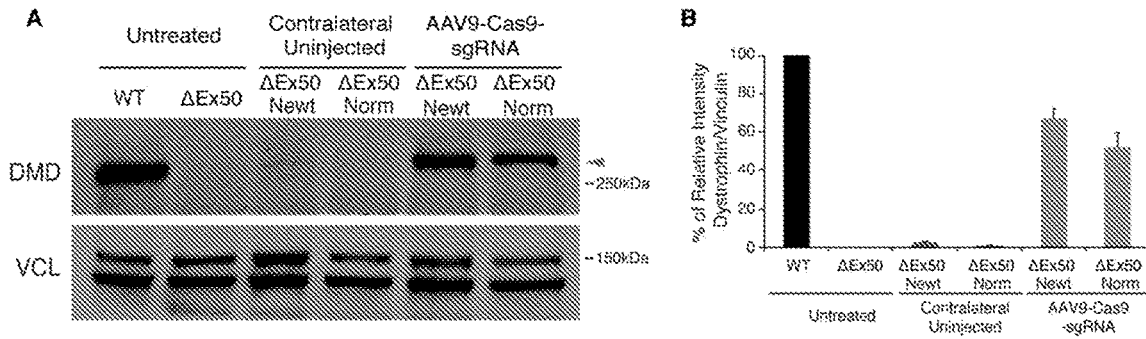 A
Untreated
Contralateral
Uninjected
AAV9-Cas9-
sgRNA
WT
ΔEx50
ΔEx50
Newt
ΔEx50
Norm
ΔEx50
Newt
ΔEx50
Norm
DMD
250kDa
VCL
150kDa
B
% of Relative Intensity
Dystrophin/Vinculin
100
80
60
40
20
0
WT
ΔEx50
ΔEx50
Newt
ΔEx50
Norm
ΔEx50
Newt
ΔEx50
Norm
Untreated
Contralateral
Uninjected
AAV9-Cas9
-sgRNA